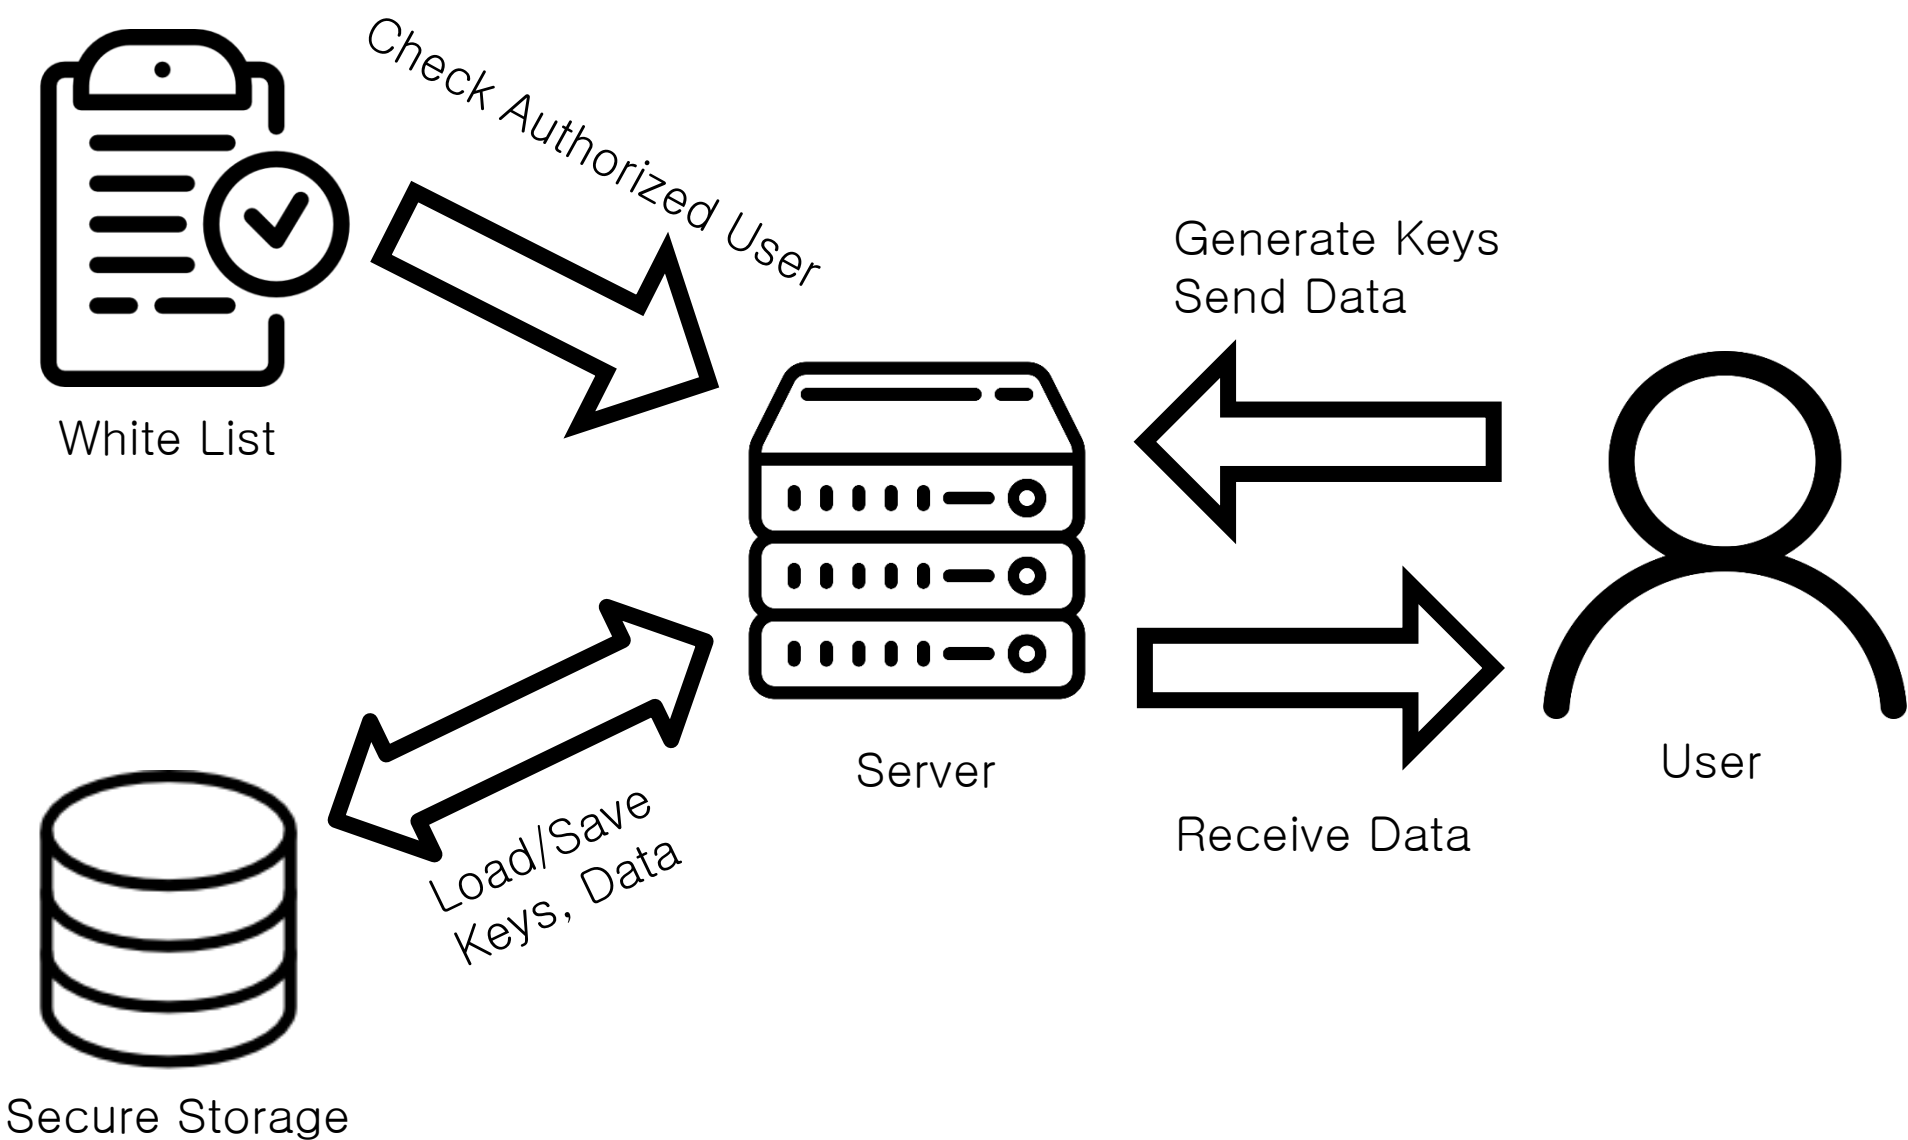 Check Authorized User
Generate Keys
Send Data
White List
Server
User
Load/Save
Keys, Data
Receive Data
Secure Storage